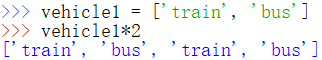 >>> vehicle1 = ['train', 'bus']
>>> vehicle1*2
['train', 'bus', 'train', 'bus']